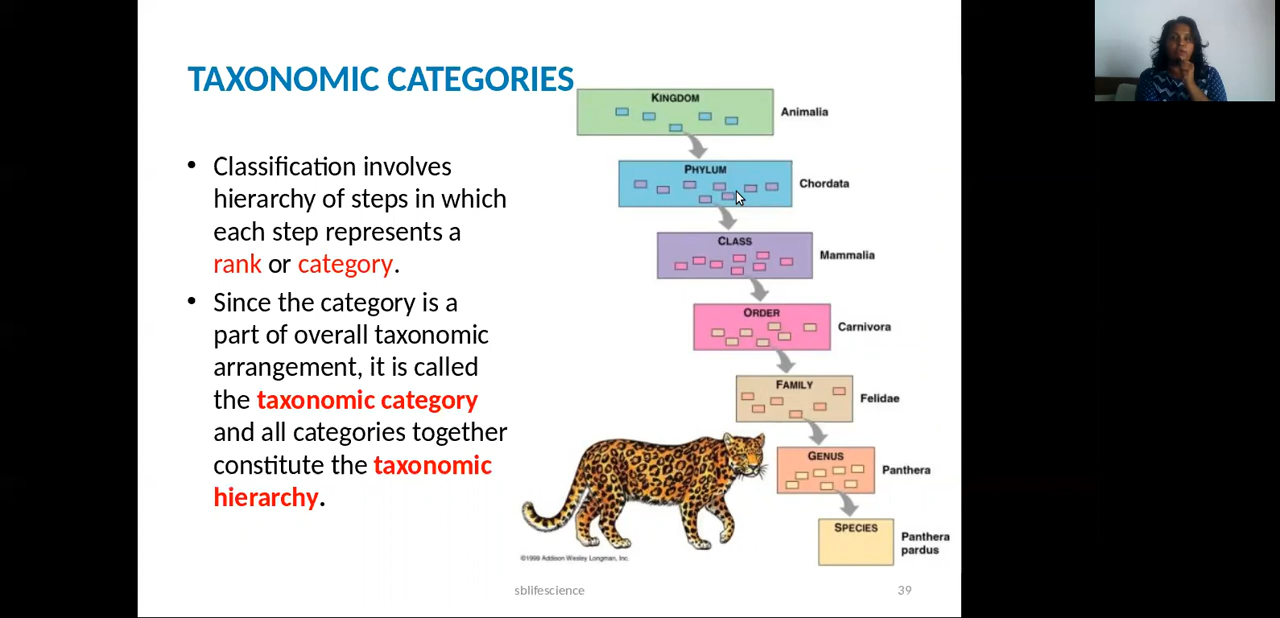 TAXONOMIC CATEGORIES
• Classification involves
hierarchy of steps in which
each step represents a
rank or category.
• Since the category is a
part of overall taxonomic
arrangement, it is called
the taxonomic category
and all categories together
constitute the taxonomic
hierarchy.
KINGDOM
Animalia
PHYLUM
Chordata
CLASS
Mammalia
ORDER
Carnivora
FAMILY
Felidae
GENUS
Panthera
SPECIES
Panthera
pardus
©1999 Addison Wesley Longman, Inc.
sblifescience
39